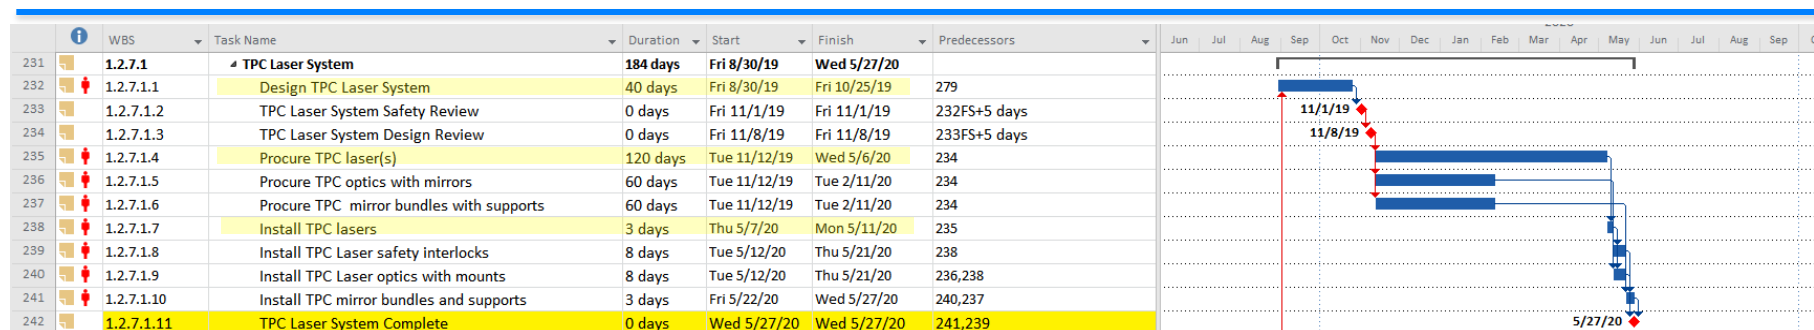 2020
WBS Task Name Duration Start Finish Predecessors Jun Jul Aug Sep Oct Nov Dec Jan Feb Mar Apr May Jun Jul Aug Sep
231 1.2.7.1 TPC Laser System 184 days Fri 8/30/19 Wed 5/27/20
232 1.2.7.1.1 Design TPC Laser System 40 days Fri 8/30/19 Fri 10/25/19 279
233 1.2.7.1.2 TPC Laser System Safety Review 0 days Fri 11/1/19 Fri 11/1/19 232FS+5 days 11/1/19
234 1.2.7.1.3 TPC Laser System Design Review 0 days Fri 11/8/19 Fri 11/8/19 233FS+5 days 11/8/19
235 1.2.7.1.4 Procure TPC laser(s) 120 days Tue 11/12/19 Wed 5/6/20 234
236 1.2.7.1.5 Procure TPC optics with mirrors 60 days Tue 11/12/19 Tue 2/11/20 234
237 1.2.7.1.6 Procure TPC mirror bundles with supports 60 days Tue 11/12/19 Tue 2/11/20 234
238 1.2.7.1.7 Install TPC lasers 3 days Thu 5/7/20 Mon 5/11/20 235
239 1.2.7.1.8 Install TPC Laser safety interlocks 8 days Tue 5/12/20 Thu 5/21/20 238
240 1.2.7.1.9 Install TPC Laser optics with mounts 8 days Tue 5/12/20 Thu 5/21/20 236,238
241 1.2.7.1.10 Install TPC mirror bundles and supports 3 days Fri 5/22/20 Wed 5/27/20 240,237
242 1.2.7.1.11 TPC Laser System Complete 0 days Wed 5/27/20 Wed 5/27/20 241,239 5/27/20